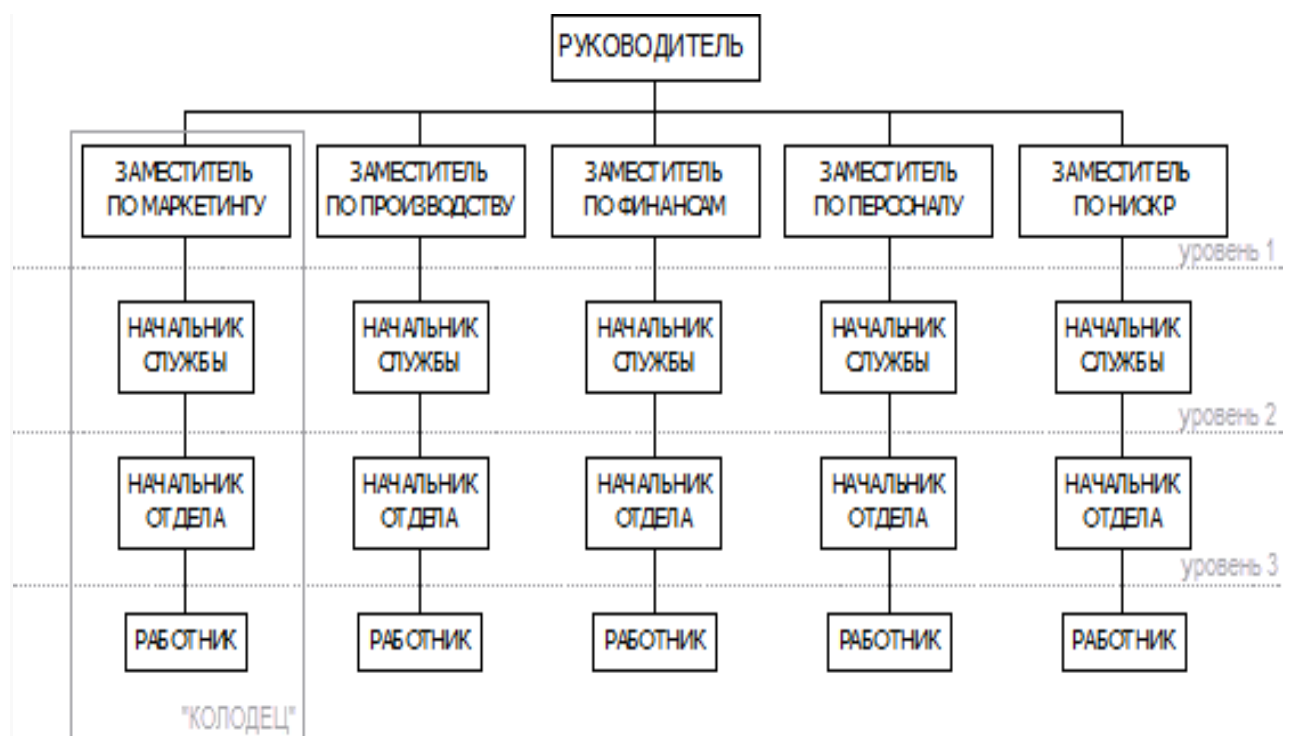 РУКОВОДИТЕЛЬ
ЗАМЕСТИТЕЛЬ
ПО МАРКЕТИНГУ
ЗАМЕСТИТЕЛЬ
ПО ПРОИЗВОДСТВУ
ЗАМЕСТИТЕЛЬ
ПО ФИНАНСАМ
ЗАМЕСТИТЕЛЬ
ПО ПЕРСОНАЛУ
ЗАМЕСТИТЕЛЬ
ПО НИОКР
уровень 1
НАЧАЛЬНИК
СЛУЖБЫ
НАЧАЛЬНИК
СЛУЖБЫ
НАЧАЛЬНИК
СЛУЖБЫ
НАЧАЛЬНИК
СЛУЖБЫ
НАЧАЛЬНИК
СЛУЖБЫ
уровень 2
НАЧАЛЬНИК
ОТДЕЛА
НАЧАЛЬНИК
ОТДЕЛА
НАЧАЛЬНИК
ОТДЕЛА
НАЧАЛЬНИК
ОТДЕЛА
НАЧАЛЬНИК
ОТДЕЛА
уровень 3
РАБОТНИК
РАБОТНИК
РАБОТНИК
РАБОТНИК
РАБОТНИК
"КОЛОДЕЦ"